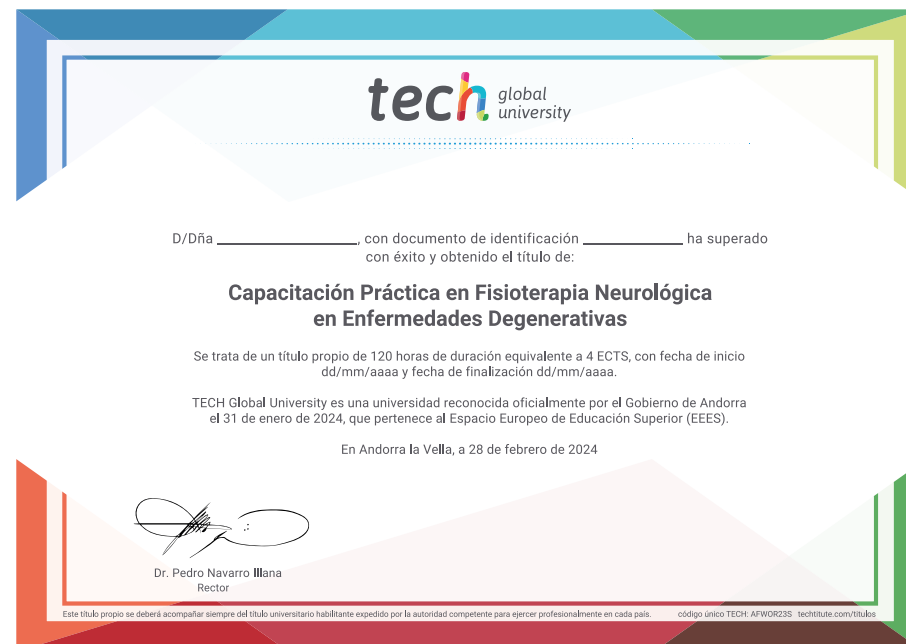 tech global university
D/Dña ________________, con documento de identificación ____________ ha superado
con éxito y obtenido el título de:
Capacitación Práctica en Fisioterapia Neurológica
en Enfermedades Degenerativas
Se trata de un título propio de 120 horas de duración equivalente a 4 ECTS, con fecha de inicio
dd/mm/aaaa y fecha de finalización dd/mm/aaaa.
TECH Global University es una universidad reconocida oficialmente por el Gobierno de Andorra
el 31 de enero de 2024, que pertenece al Espacio Europeo de Educación Superior (EEES).
En Andorra la Vella, a 28 de febrero de 2024
Dr. Pedro Navarro Illana
Rector
Este título propio se deberá acompañar siempre del título universitario habilitante expedido por la autoridad competente para ejercer profesionalmente en cada país. código único TECH: AFWOR23S techtitute.com/titulos